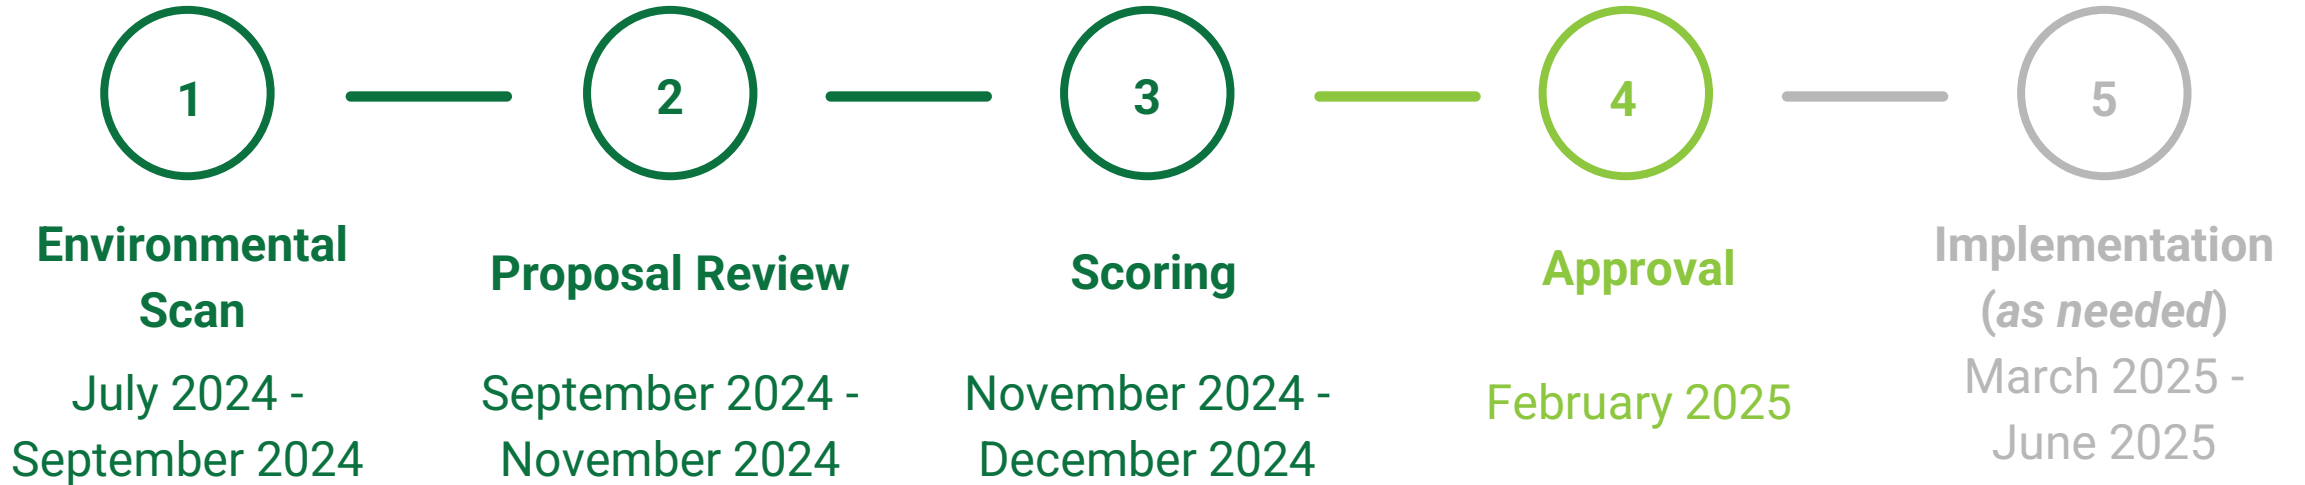 1
Environmental
Scan
July 2024 -
September 2024
2
Proposal Review
September 2024 -
November 2024
3
Scoring
November 2024 -
December 2024
4
Approval
February 2025
5
Implementation
(as needed)
March 2025 -
June 2025